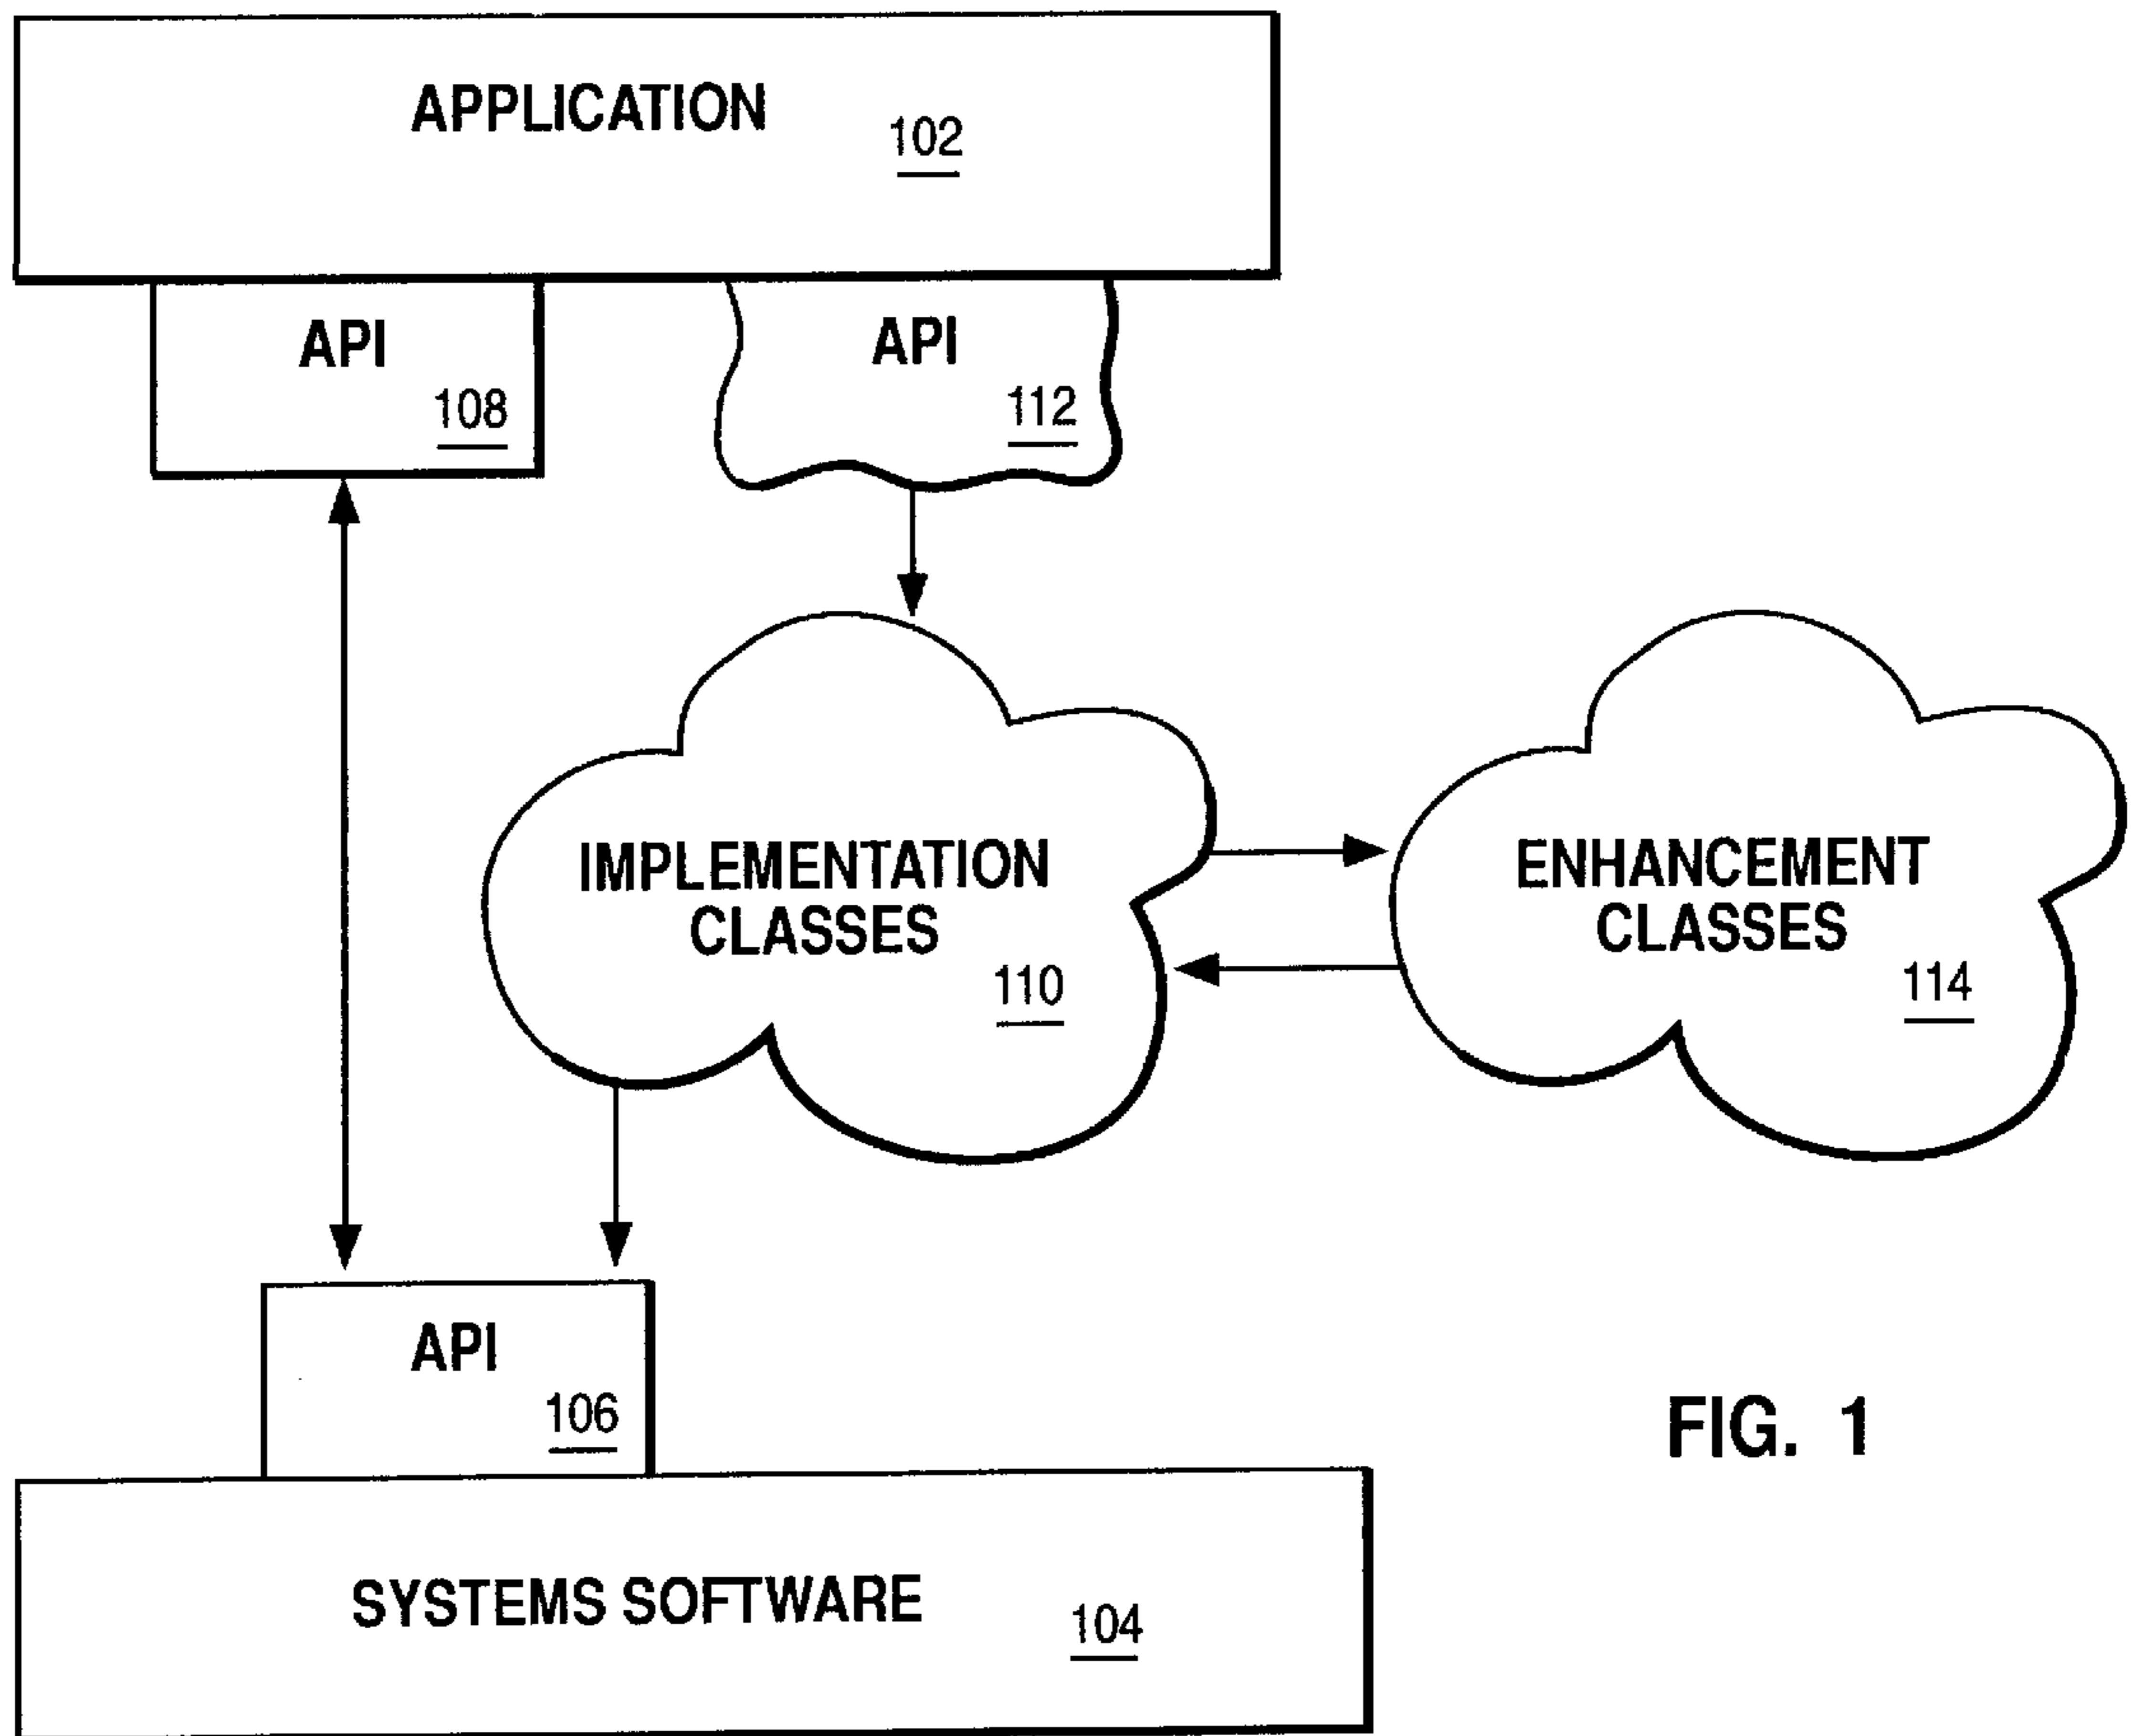 APPLICATION
102
API
108
API
112
IMPLEMENTATION
CLASSES
110
ENHANCEMENT
CLASSES
114
API
106
FIG. 1
SYSTEMS SOFTWARE
104